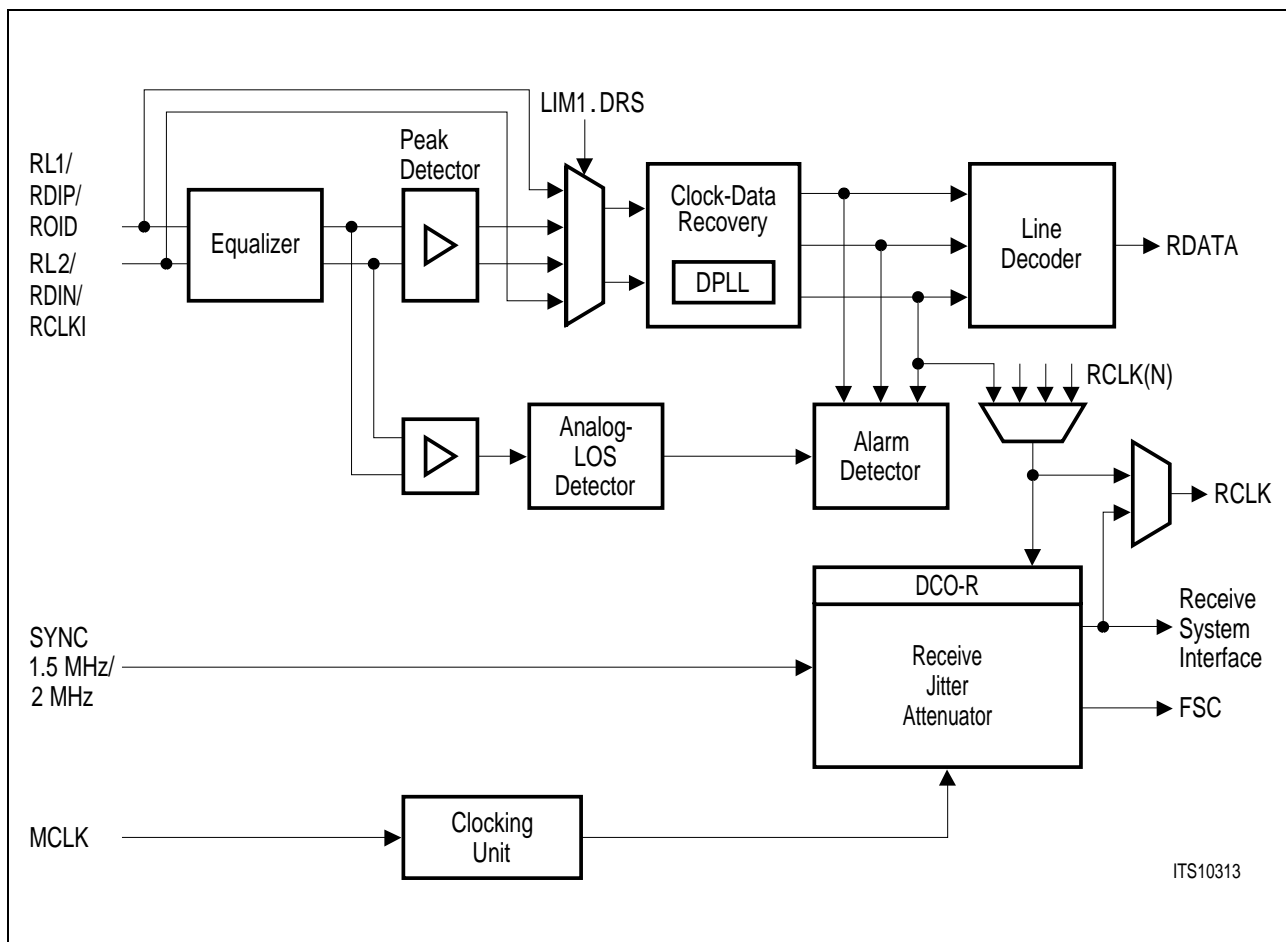 LIM1.DRS
Peak
Detector
RL1/
RDIP/
ROID
RL2/
RDIN/
RCLKI
Equalizer
Clock-Data
Recovery
DPLL
Line
Decoder
RDATA
RCLK(N)
Analog-
LOS
Detector
Alarm
Detector
RCLK
DCO-R
Receive
Jitter
Attenuator
Receive
System
Interface
FSC
SYNC
1.5 MHz/
2 MHz
MCLK
Clocking
Unit
ITS10313